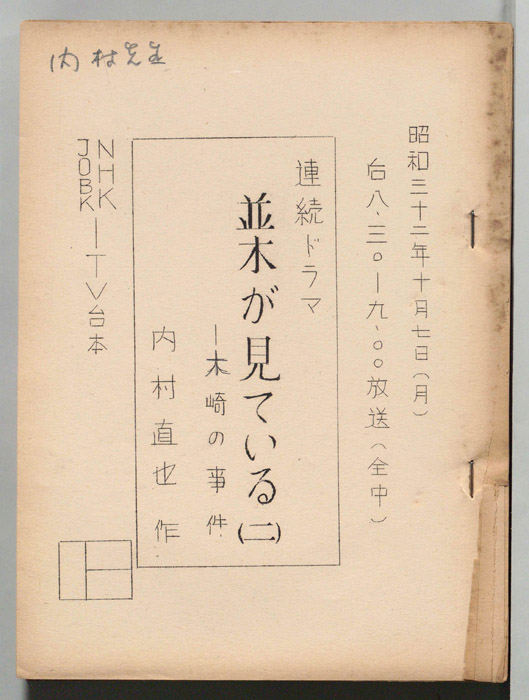 昭和三十二年十月七日（月）
后八、三〇ー九、〇〇放送（全中）
連続ドラマ
並木が見ている（二）
ー木崎の事件
内村直也　作
NHK―TV台本
JOBK
内村先生